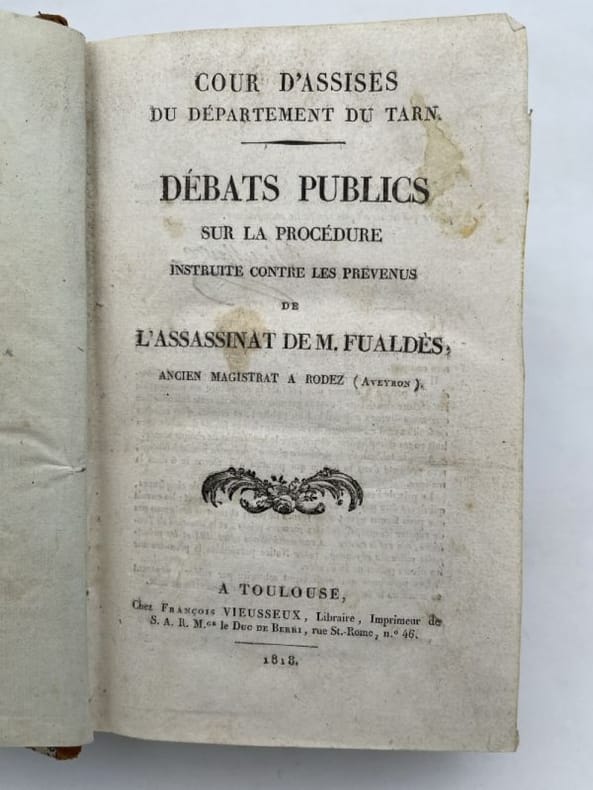 COUR D'ASSISES
DU DÉPARTEMENT DU TARN.
DÉBATS PUBLICS
SUR LA PROCÉDURE
INSTRUITE CONTRE LES PRÉVENUS
DE
L'ASSASSINAT DE M. FUALDÈS,
ANCIEN MAGISTRAT A RODEZ (AVEYRON).
A TOULOUSE,
Chez FRANÇOIS VIEUSSEUX, Libraire, Imprimeur de
S. A. R. M.GR le DUC DE BERRI, rue St.-Rome, n.o 46.
1818.